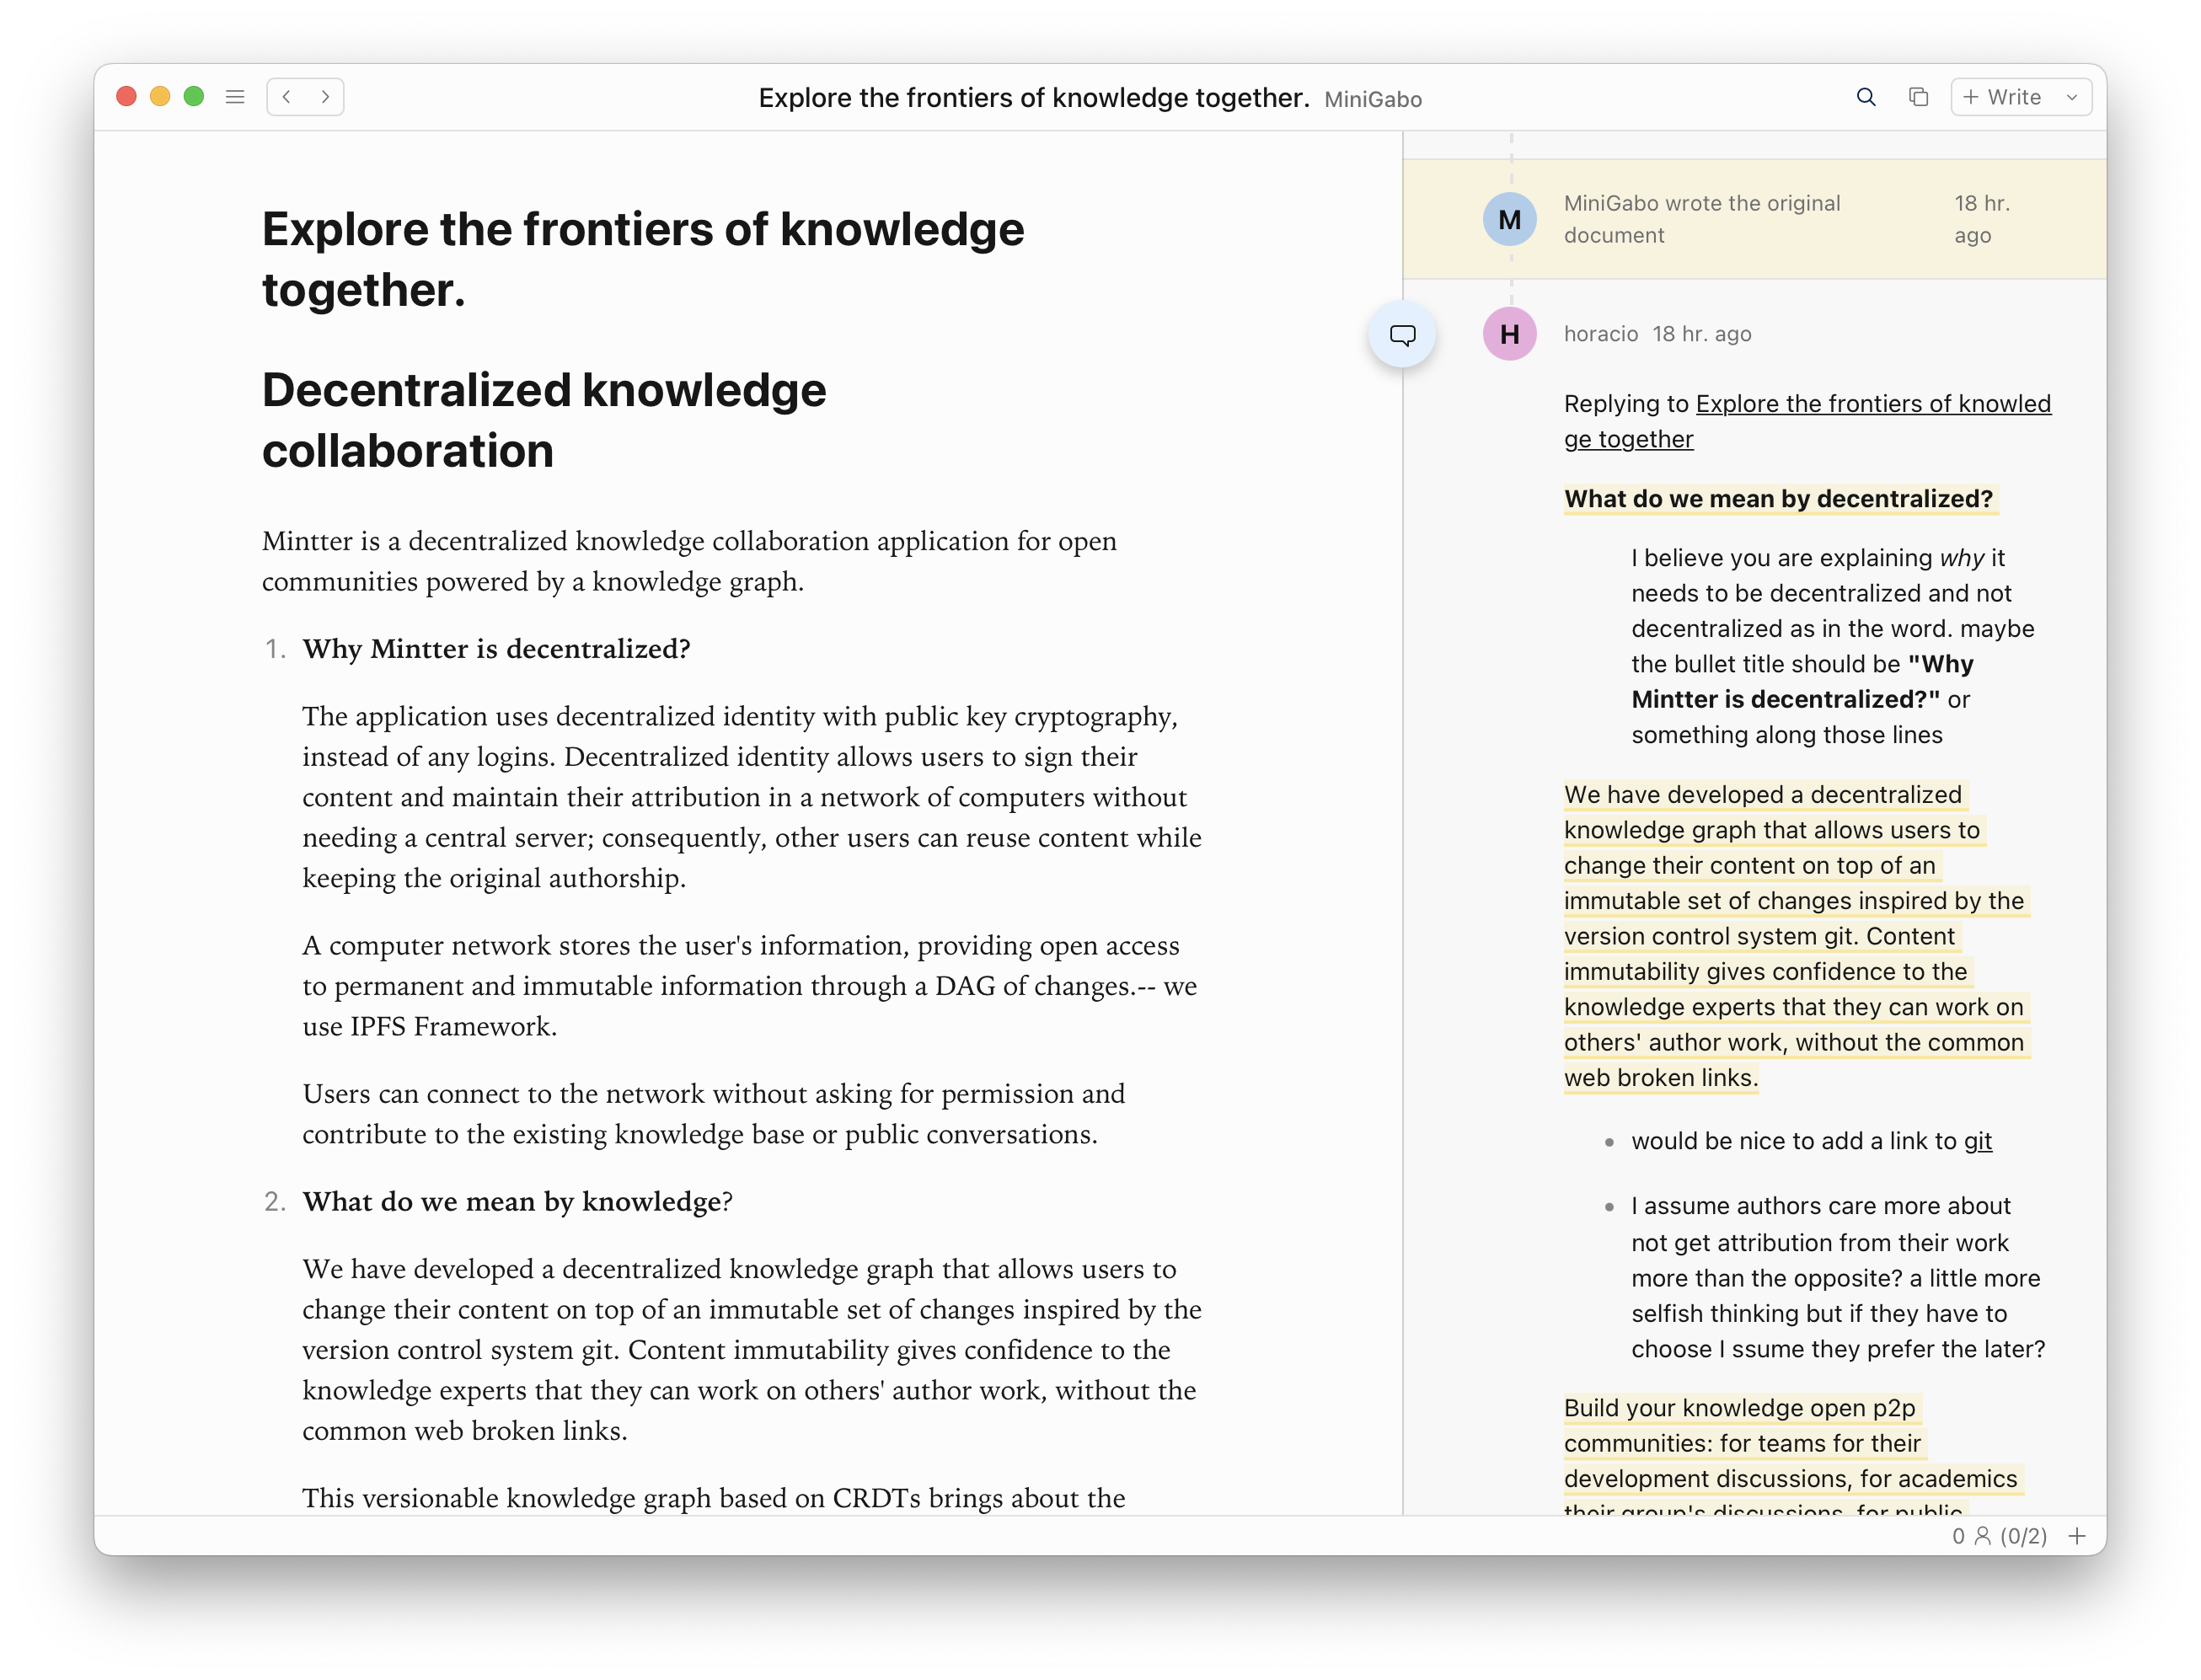 Explore the frontiers of knowledge together. MiniGabo
+ Write
Explore the frontiers of knowledge
together.
Decentralized knowledge
collaboration
Mintter is a decentralized knowledge collaboration application for open
communities powered by a knowledge graph.
1. Why Mintter is decentralized?
The application uses decentralized identity with public key cryptography,
instead of any logins. Decentralized identity allows users to sign their
content and maintain their attribution in a network of computers without
needing a central server; consequently, other users can reuse content while
keeping the original authorship.
A computer network stores the user's information, providing open access
to permanent and immutable information through a DAG of changes.-- we
use IPFS Framework.
Users can connect to the network without asking for permission and
contribute to the existing knowledge base or public conversations.
2. What do we mean by knowledge?
We have developed a decentralized knowledge graph that allows users to
change their content on top of an immutable set of changes inspired by the
version control system git. Content immutability gives confidence to the
knowledge experts that they can work on others' author work, without the
common web broken links.
This versionable knowledge graph based on CRDTs brings about the
M
MiniGabo wrote the original
document
18 hr.
ago
H
horacio 18 hr. ago
Replying to Explore the frontiers of knowled
ge together
What do we mean by decentralized?
I believe you are explaining why it
needs to be decentralized and not
decentralized as in the word. maybe
the bullet title should be "Why
Mintter is decentralized?" or
something along those lines
We have developed a decentralized
knowledge graph that allows users to
change their content on top of an
immutable set of changes inspired by the
version control system git. Content
immutability gives confidence to the
knowledge experts that they can work on
others' author work, without the common
web broken links.
• would be nice to add a link to git
• I assume authors care more about
not get attribution from their work
more than the opposite? a little more
selfish thinking but if they have to
choose I ssume they prefer the later?
Build your knowledge open p2p
communities: for teams for their
development discussions, for academics
their group's discussions, for public
0 (0/2) +